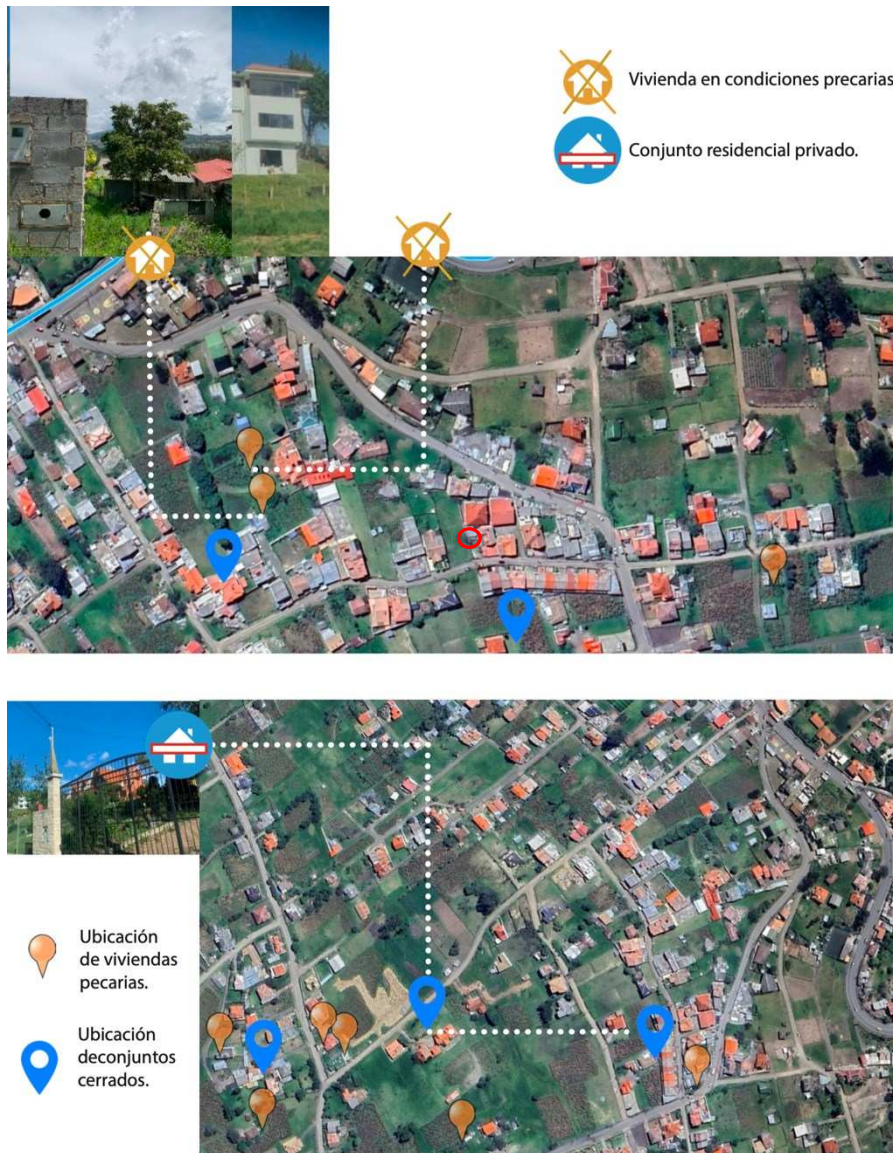 Vivienda en condiciones precarias
Conjunto residencial privado.
Ubicación
de viviendas
pecarias.
Ubicación
deconjuntos
cerrados.